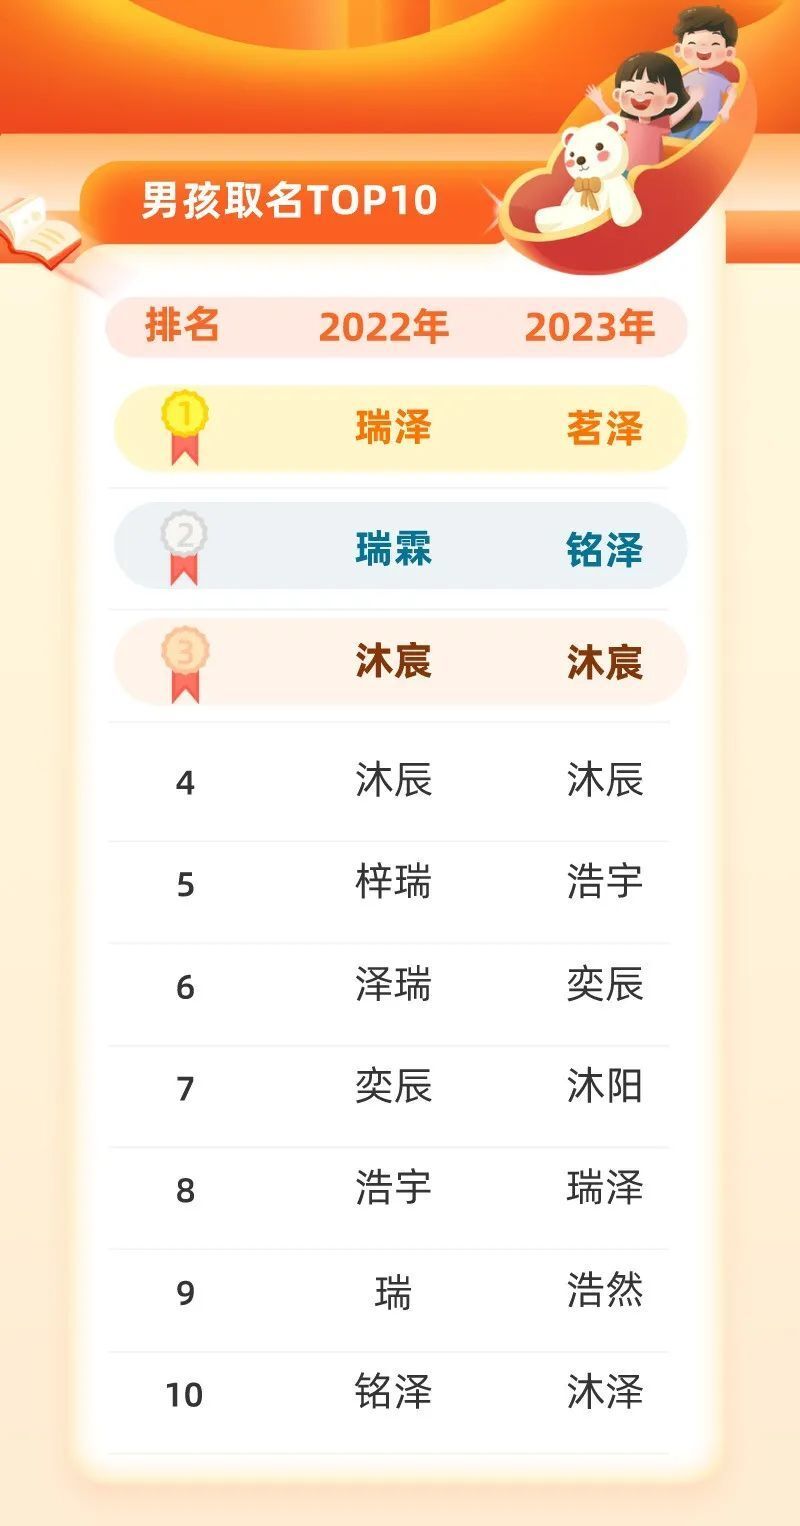 男孩取名TOP10
排名 2022年 2023年
1 瑞泽 茗泽
2 瑞霖 铭泽
3 沐宸 沐宸
4 沐辰 沐辰
5 梓瑞 浩宇
6 泽瑞 奕辰
7 奕辰 沐阳
8 浩宇 瑞泽
9 瑞 浩然
10 铭泽 沐泽